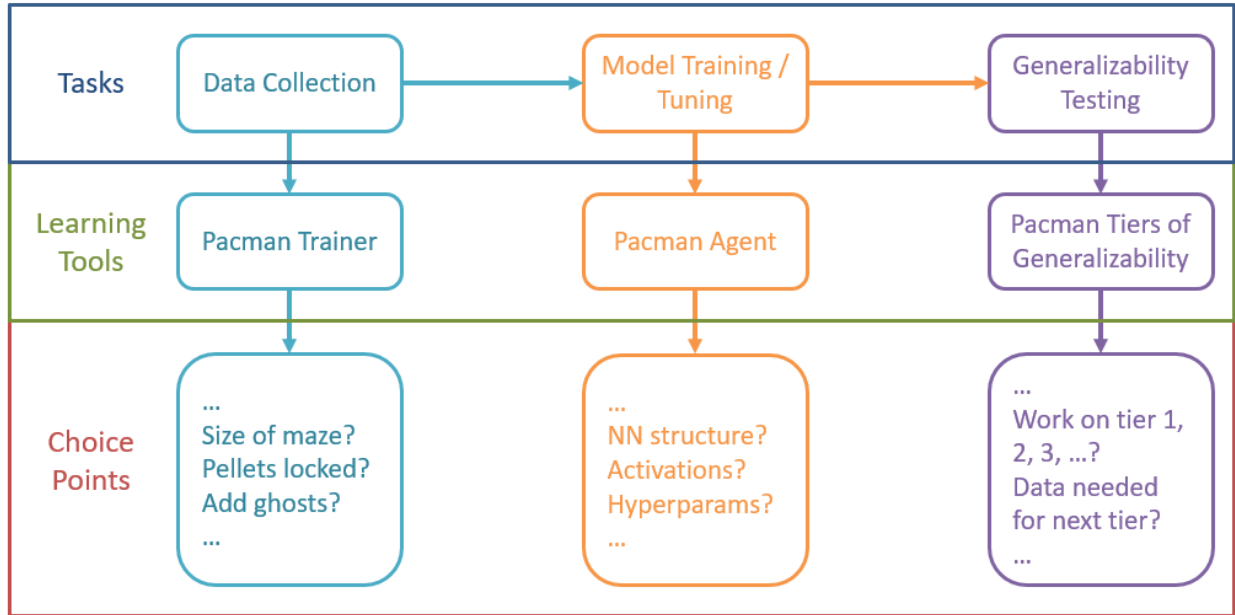 Tasks
Data Collection
Model Training /
Tuning
Generalizability
Testing
Learning
Tools
Pacman Trainer
Pacman Agent
Pacman Tiers of
Generalizability
Choice
Points
...
Size of maze?
Pellets locked?
Add ghosts?
...
...
NN structure?
Activations?
Hyperparams?
...
...
Work on tier 1,
2, 3, ...?
Data needed
for next tier?
...